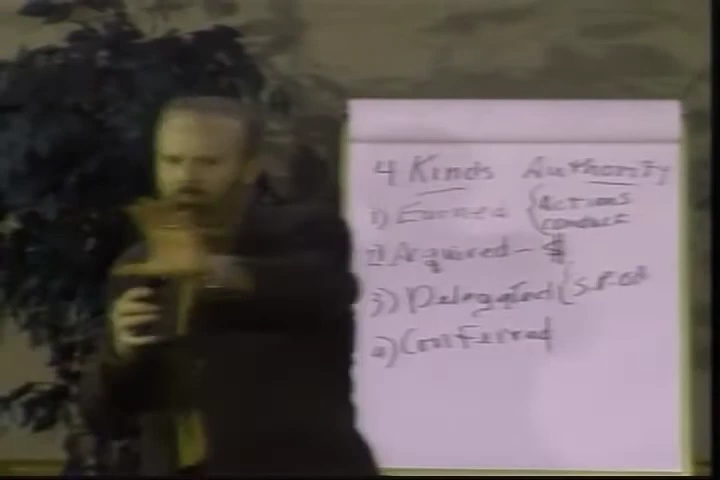 4 Kinds Authority
1) Earned { ACTIONS
CONDUCT
2) Acquired - $
3) Delegated (
4) Conferred